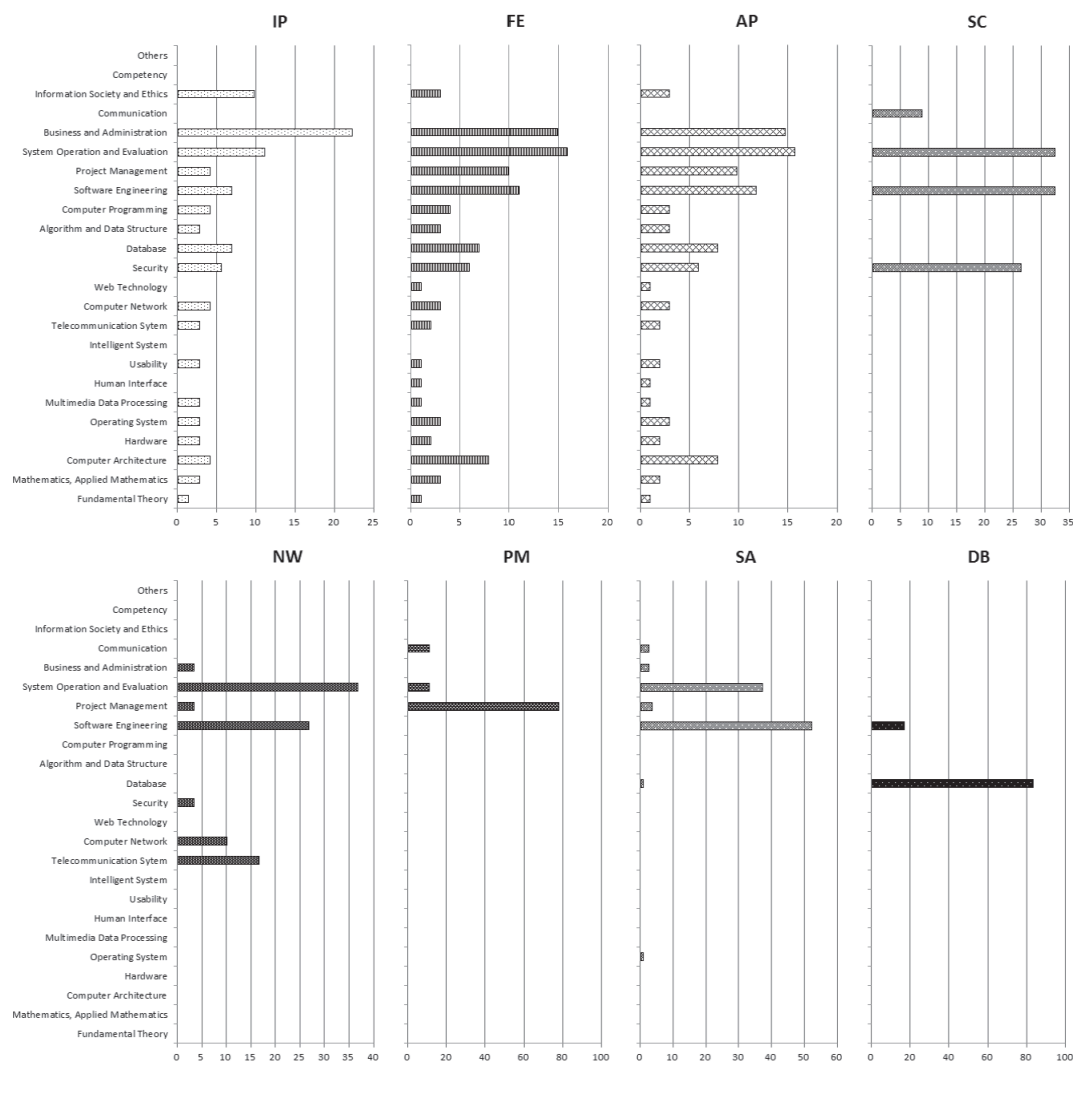 IP FE AP SC
Others
Competency
Information Society and Ethics
Communication
Business and Administration
System Operation and Evaluation
Project Management
Software Engineering
Computer Programming
Algorithm and Data Structure
Database
Security
Web Technology
Computer Network
Telecommunication Sytem
Intelligent System
Usability
Human Interface
Multimedia Data Processing
Operating System
Hardware
Computer Architecture
Mathematics, Applied Mathematics
Fundamental Theory
0 5 10 15 20 25 0 5 10 15 20 0 5 10 15 20 0 5 10 15 20 25 30 35
NW PM SA DB
Others
Competency
Information Society and Ethics
Communication
Business and Administration
System Operation and Evaluation
Project Management
Software Engineering
Computer Programming
Algorithm and Data Structure
Database
Security
Web Technology
Computer Network
Telecommunication Sytem
Intelligent System
Usability
Human Interface
Multimedia Data Processing
Operating System
Hardware
Computer Architecture
Mathematics, Applied Mathematics
Fundamental Theory
0 5 10 15 20 25 30 35 40 0 20 40 60 80 100 0 10 20 30 40 50 60 0 20 40 60 80 100